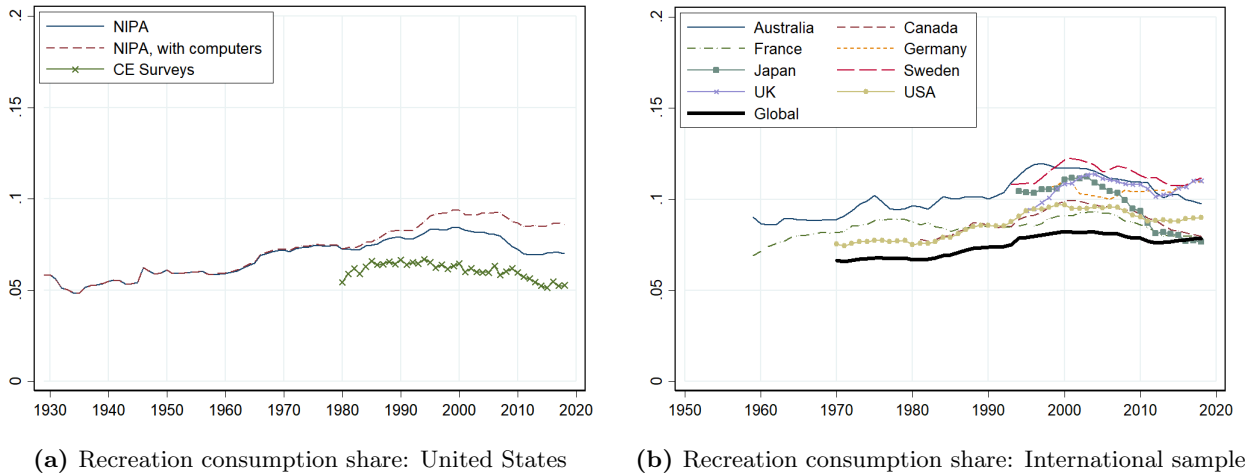 .2
.15
.1
.05
0
NIPA
NIPA, with computers
CE Surveys
1930 1940 1950 1960 1970 1980 1990 2000 2010 2020
(a) Recreation consumption share: United States
.2
.15
.1
.05
0
Australia Canada
France Germany
Japan Sweden
UK USA
Global
1950 1960 1970 1980 1990 2000 2010 2020
(b) Recreation consumption share: International sample